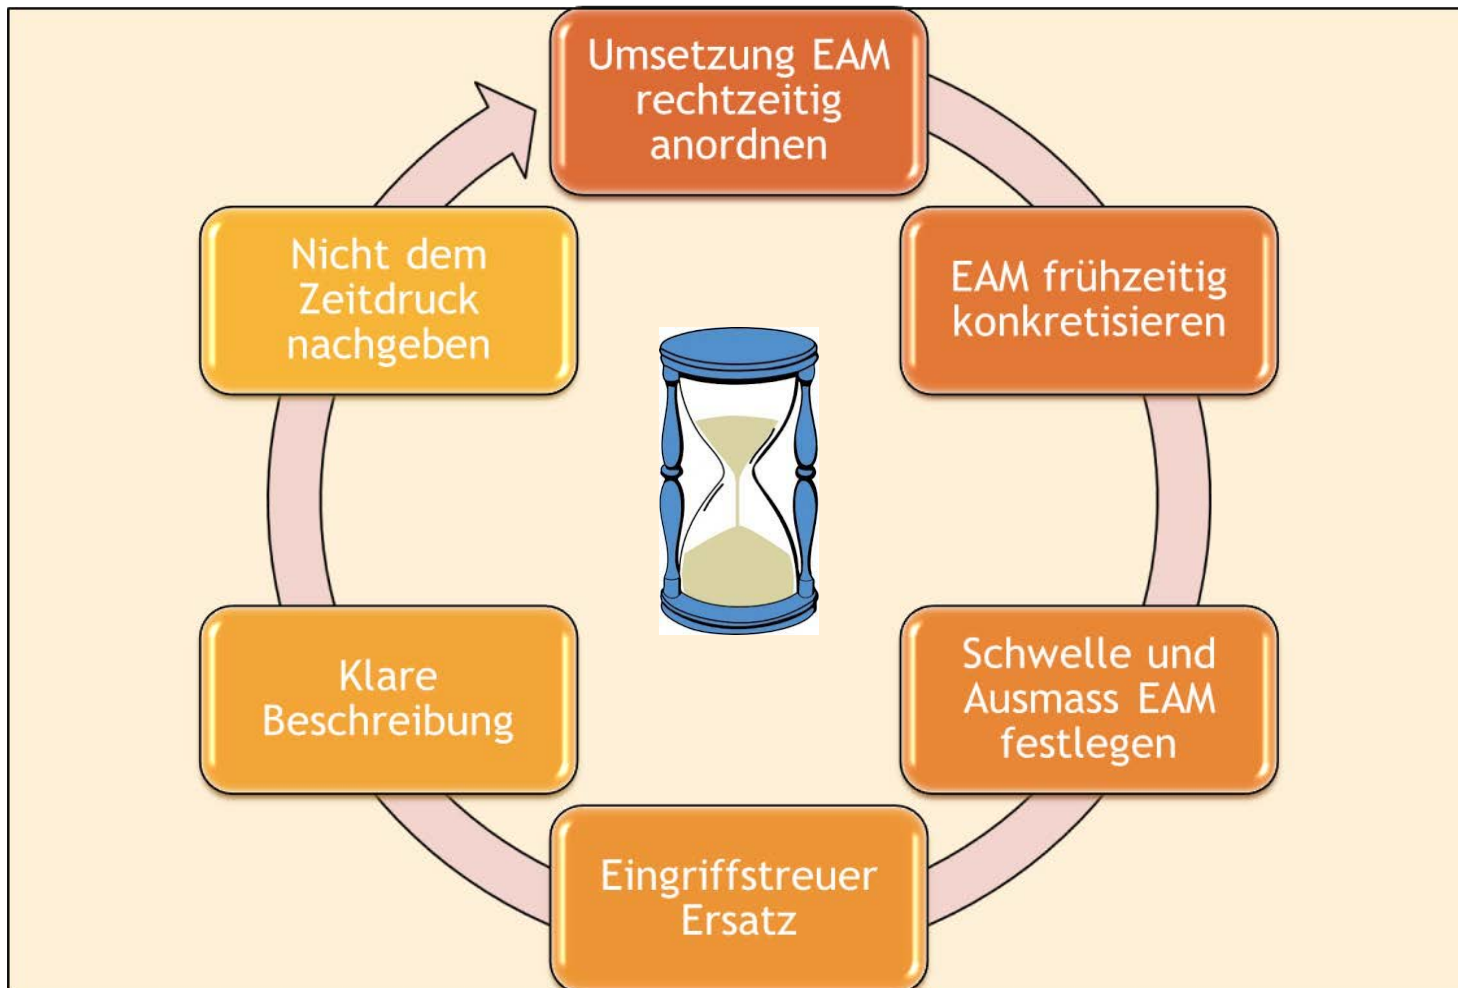 Umsetzung EAM
rechtzeitig
anordnen
EAM frühzeitig
konkretisieren
Schwelle und
Ausmass EAM
festlegen
Eingriffstreuer
Ersatz
Klare
Beschreibung
Nicht dem
Zeitdruck
nachgeben